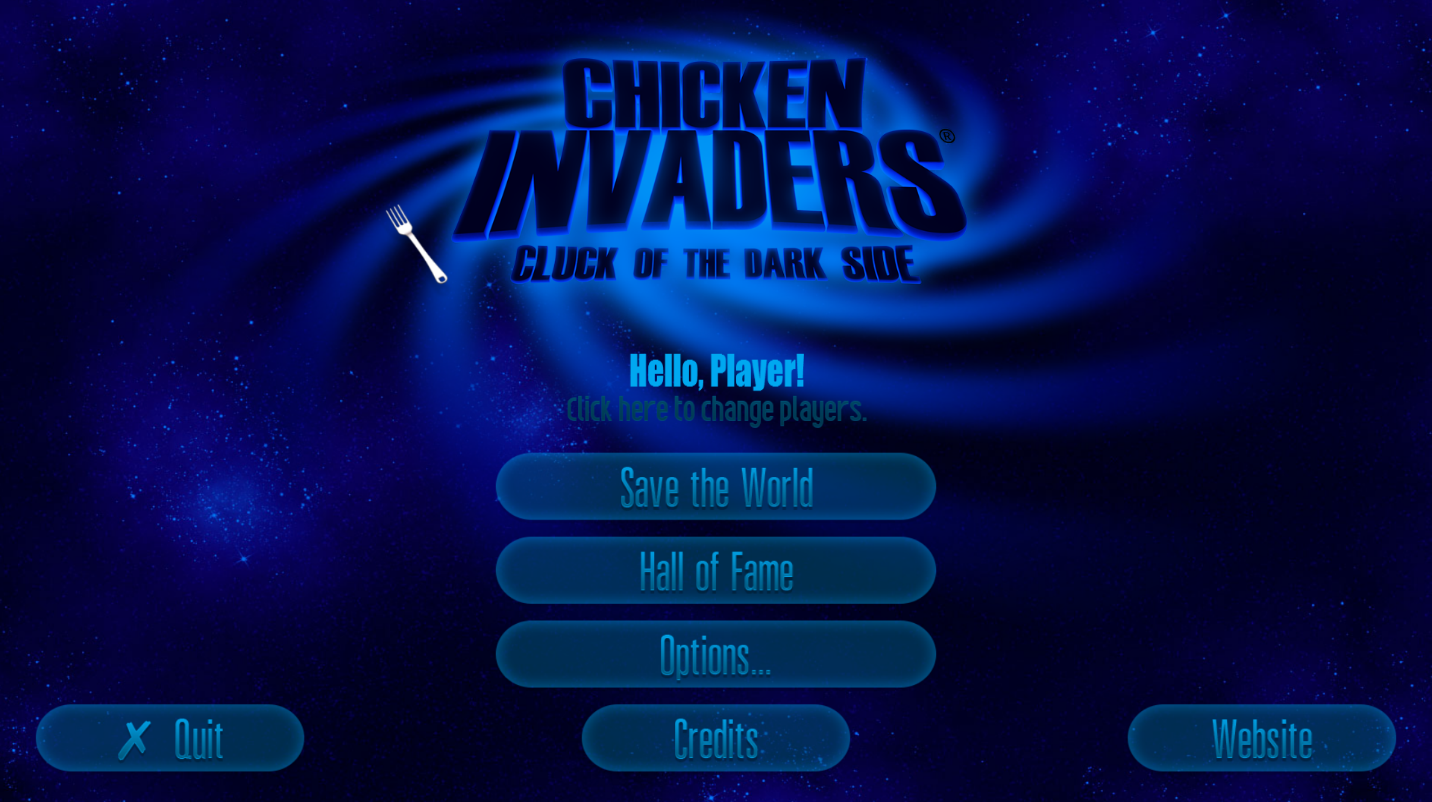 CHICKEN
INVADERS®
CLUCK OF THE DARK SIDE
Hello, Player!
Click here to change players.
Save the World
Hall of Fame
Options...
✗ Quit
Credits
Website